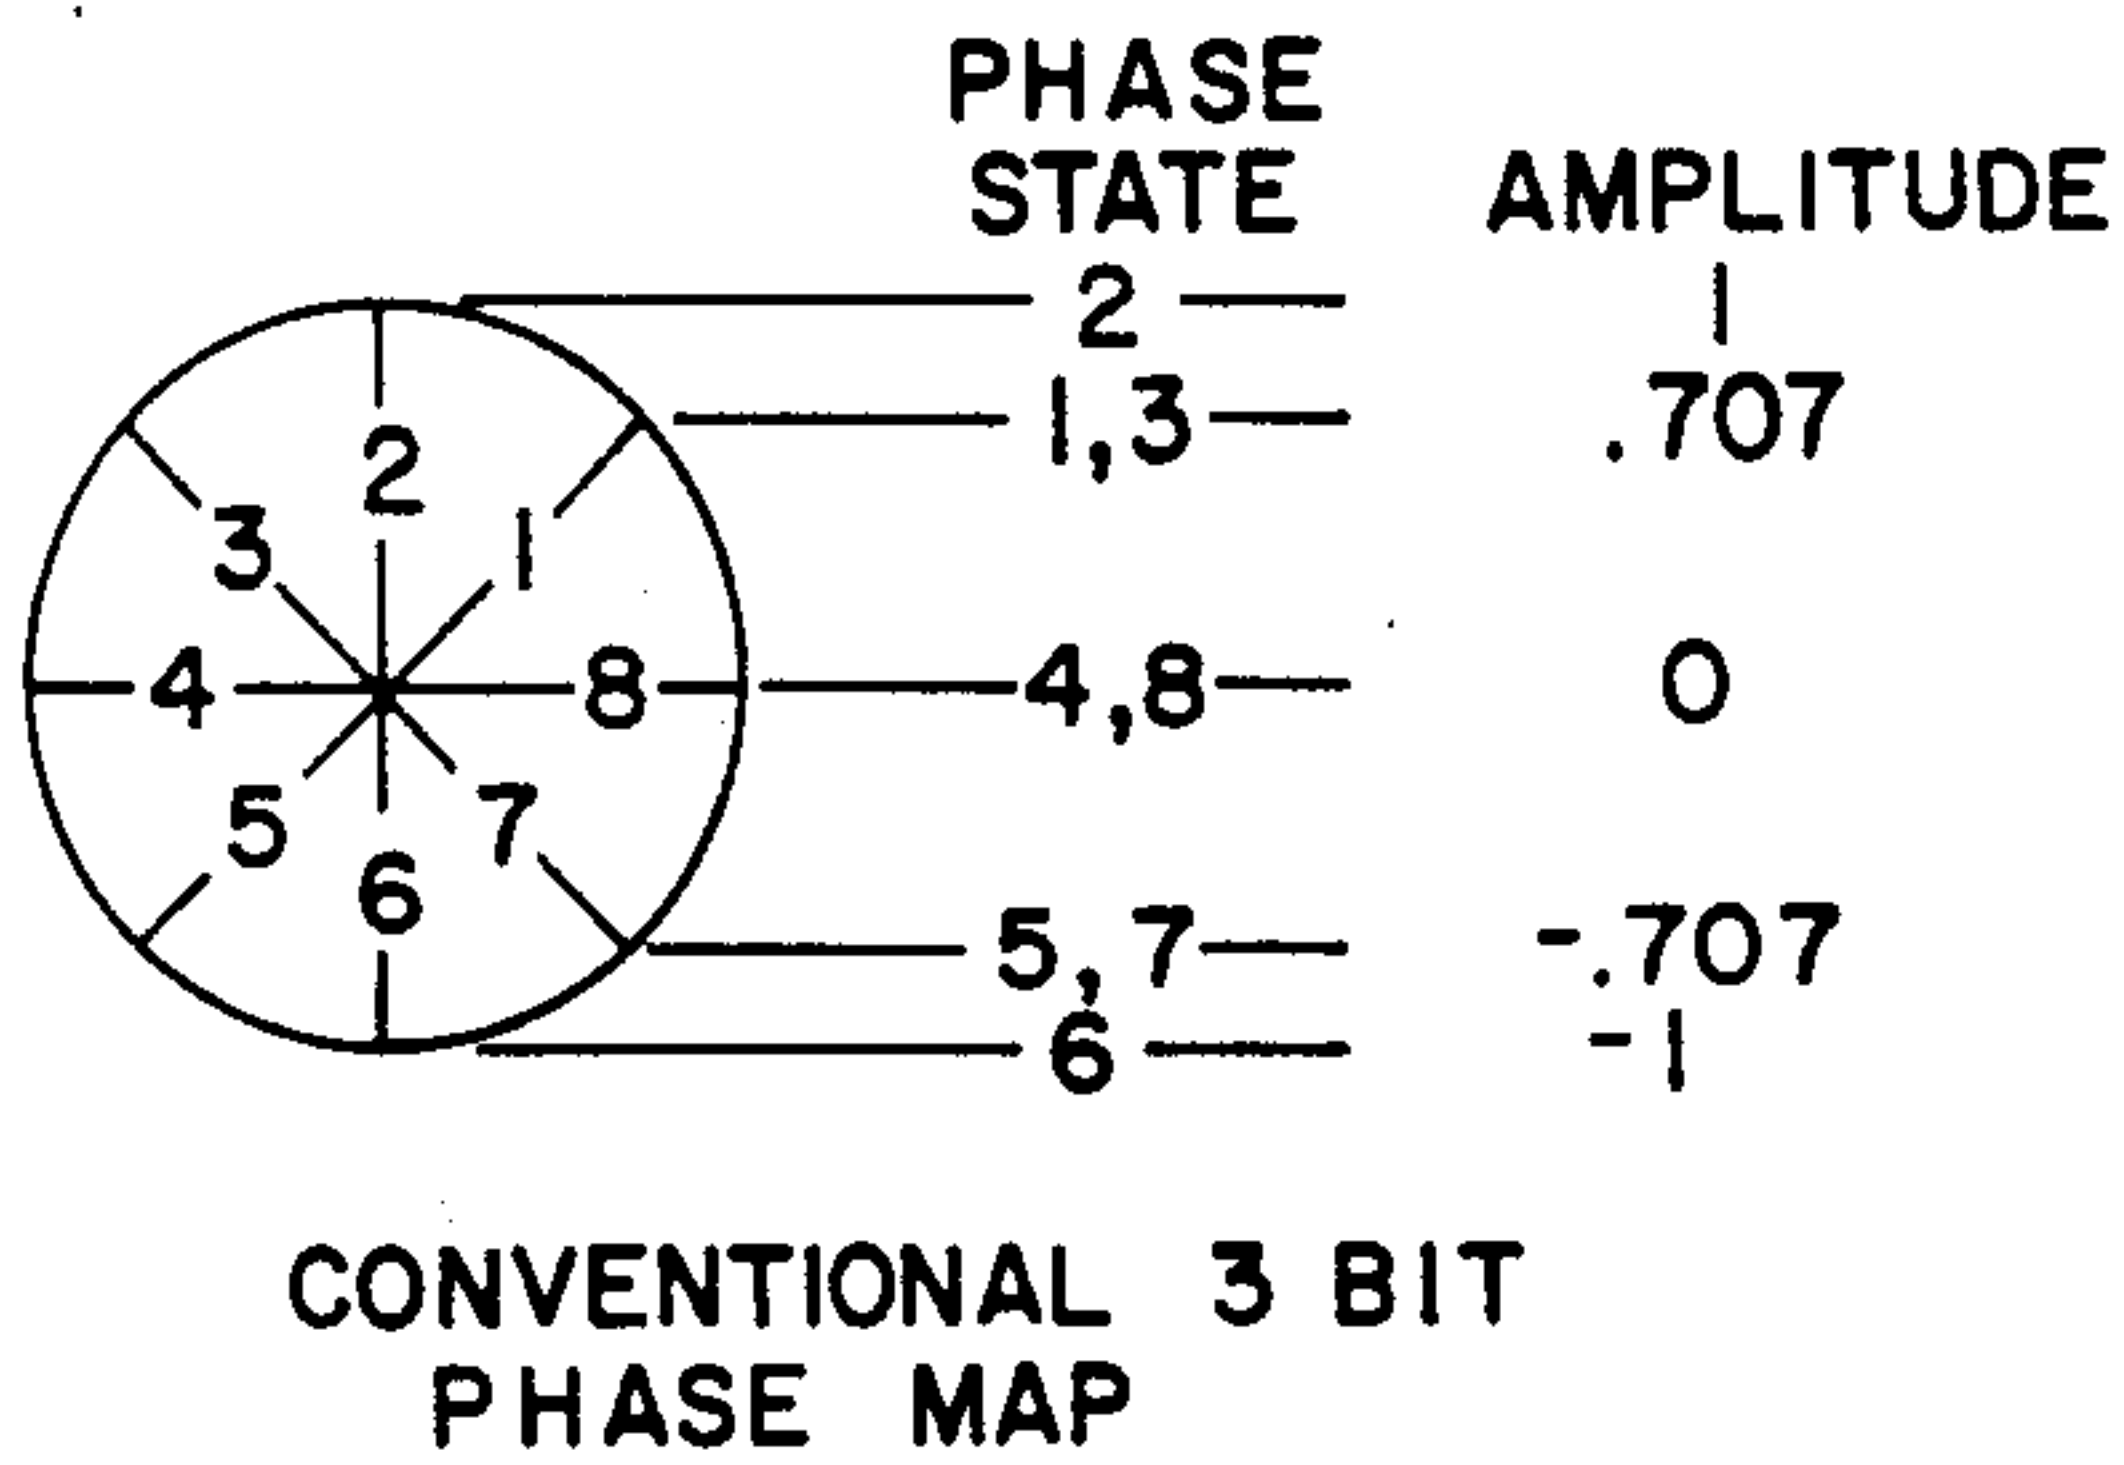 PHASE
STATE AMPLITUDE
2 1
1,3 .707
2
3 1
4 8 4,8 0
5 7
6
5,7 -.707
6 -1
CONVENTIONAL 3 BIT
PHASE MAP